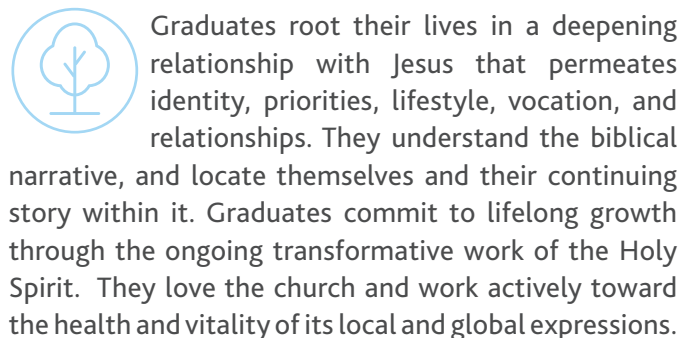 Graduates root their lives in a deepening
relationship with Jesus that permeates
identity, priorities, lifestyle, vocation, and
relationships. They understand the biblical
narrative, and locate themselves and their continuing
story within it. Graduates commit to lifelong growth
through the ongoing transformative work of the Holy
Spirit.  They love the church and work actively toward
the health and vitality of its local and global expressions.